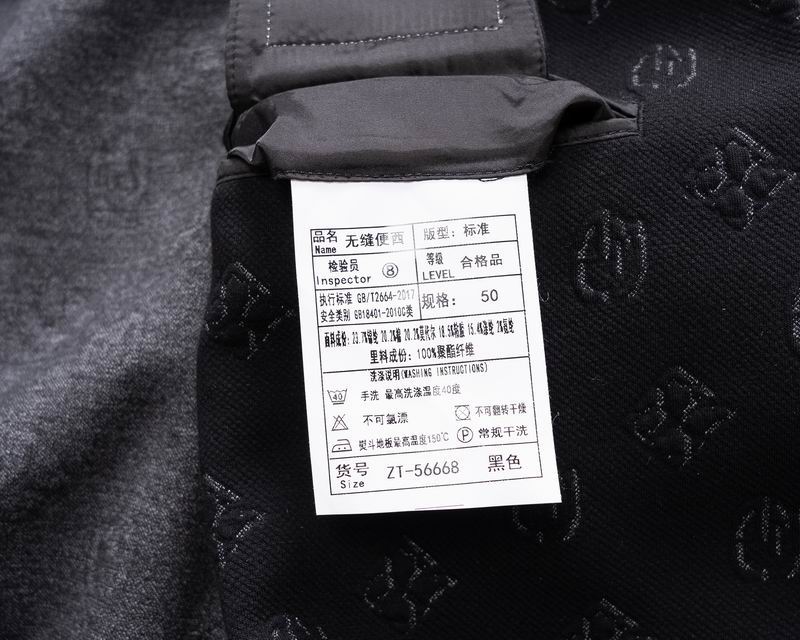 品名 无缝便西 版型：标准
Name
检验员 ⑧ 等级 合格品
Inspector LEVEL
执行标准 GB/T2664-2017 规格： 50
安全类别 GB18401-2010C类
里料成份：100%聚酯纤维
洗涤说明(WASHING INSTRUCTIONS)
40 手洗 最高洗涤温度40度
不可氯漂 不可翻转干燥
熨斗地板最高温度150℃ P 常规干洗
货号 ZT-56668 黑色
Size